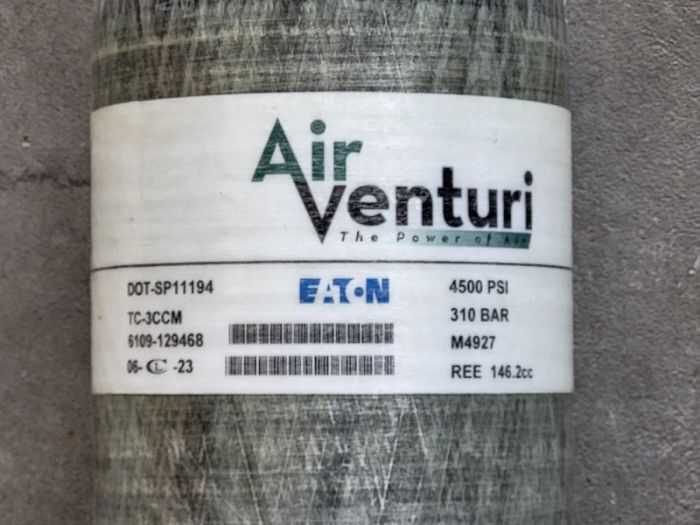 Air
Venturi
The Power of Air
DOT-SP11194
EATON
4500 PSI
TC-3CCM
310 BAR
6109-129468
M4927
06- CL -23
REE 146.2cc